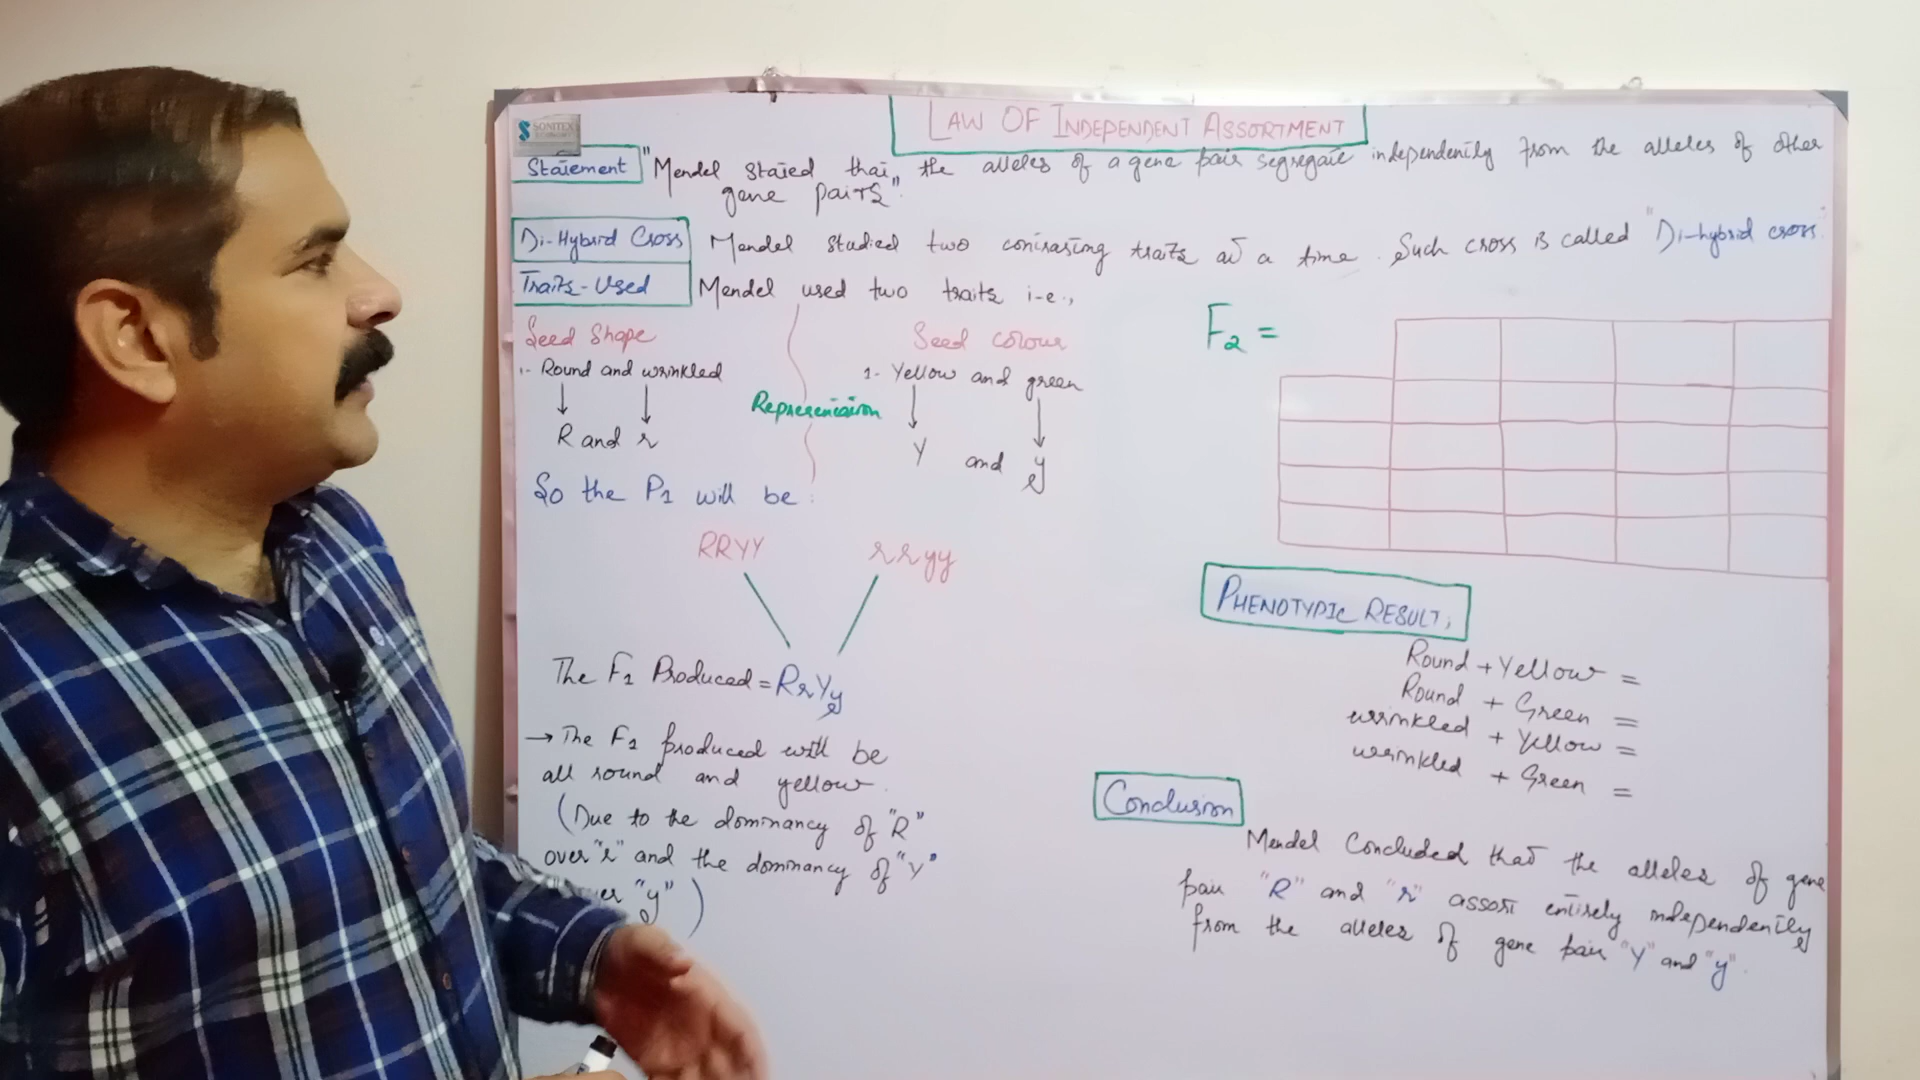 LAW OF INDEPENDENT ASSORTMENT
SONITEX
Statement "Mendel stated that, the alleles of a gene pair segregate independently from the alleles of other
gene pairs".
Di-Hybrid Cross Mendel studied two contrasting traits at a time. Such cross is called "Di-hybrid cross"
Traits-Used Mendel used two traits i-e.,
Seed Shape
1- Round and wrinkled
R and r
Representation
Seed colour
1- Yellow and green
Y and y
So the P1 will be:
RRYY rryy
The F1 Produced = RrYy
→ The F1 produced will be
all round and yellow.
(Due to the dominancy of "R"
over "r" and the dominancy of "Y"
"y")
F2 =
PHENOTYPIC RESULT,
Round + Yellow =
Round + Green =
wrinkled + Yellow =
wrinkled + Green =
Conclusion
Mendel Concluded that the alleles of gene
pair "R" and "r" assort entirely independently
from the alleles of gene pair "Y" and "y".